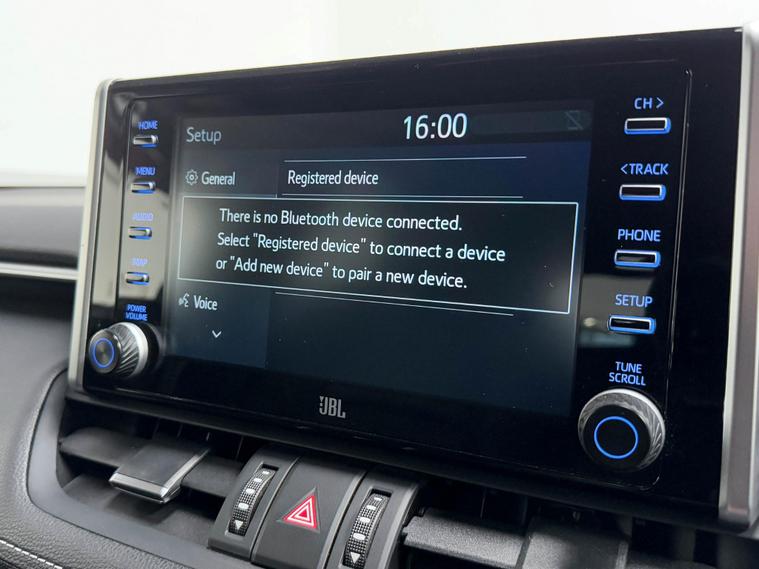 HOME
MENU
AUDIO
MAP
POWER
VOLUME
Setup
16:00
General
Registered device
There is no Bluetooth device connected.
Select "Registered device" to connect a device
or "Add new device" to pair a new device.
Voice
JBL
CH >
<TRACK
PHONE
SETUP
TUNE
SCROLL